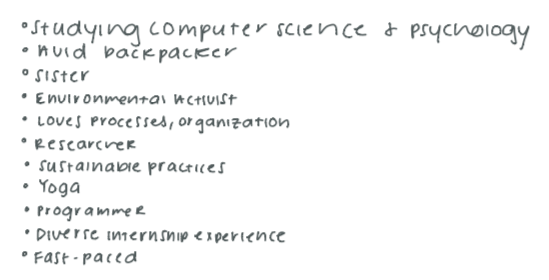 • Studying computer science & psychology
• Avid backpacker
• Sister
• Environmental Activist
• Loves processes, organization
• Researcher
• sustainable practices
• Yoga
• Programmer
• Diverse internship experience
• Fast-paced